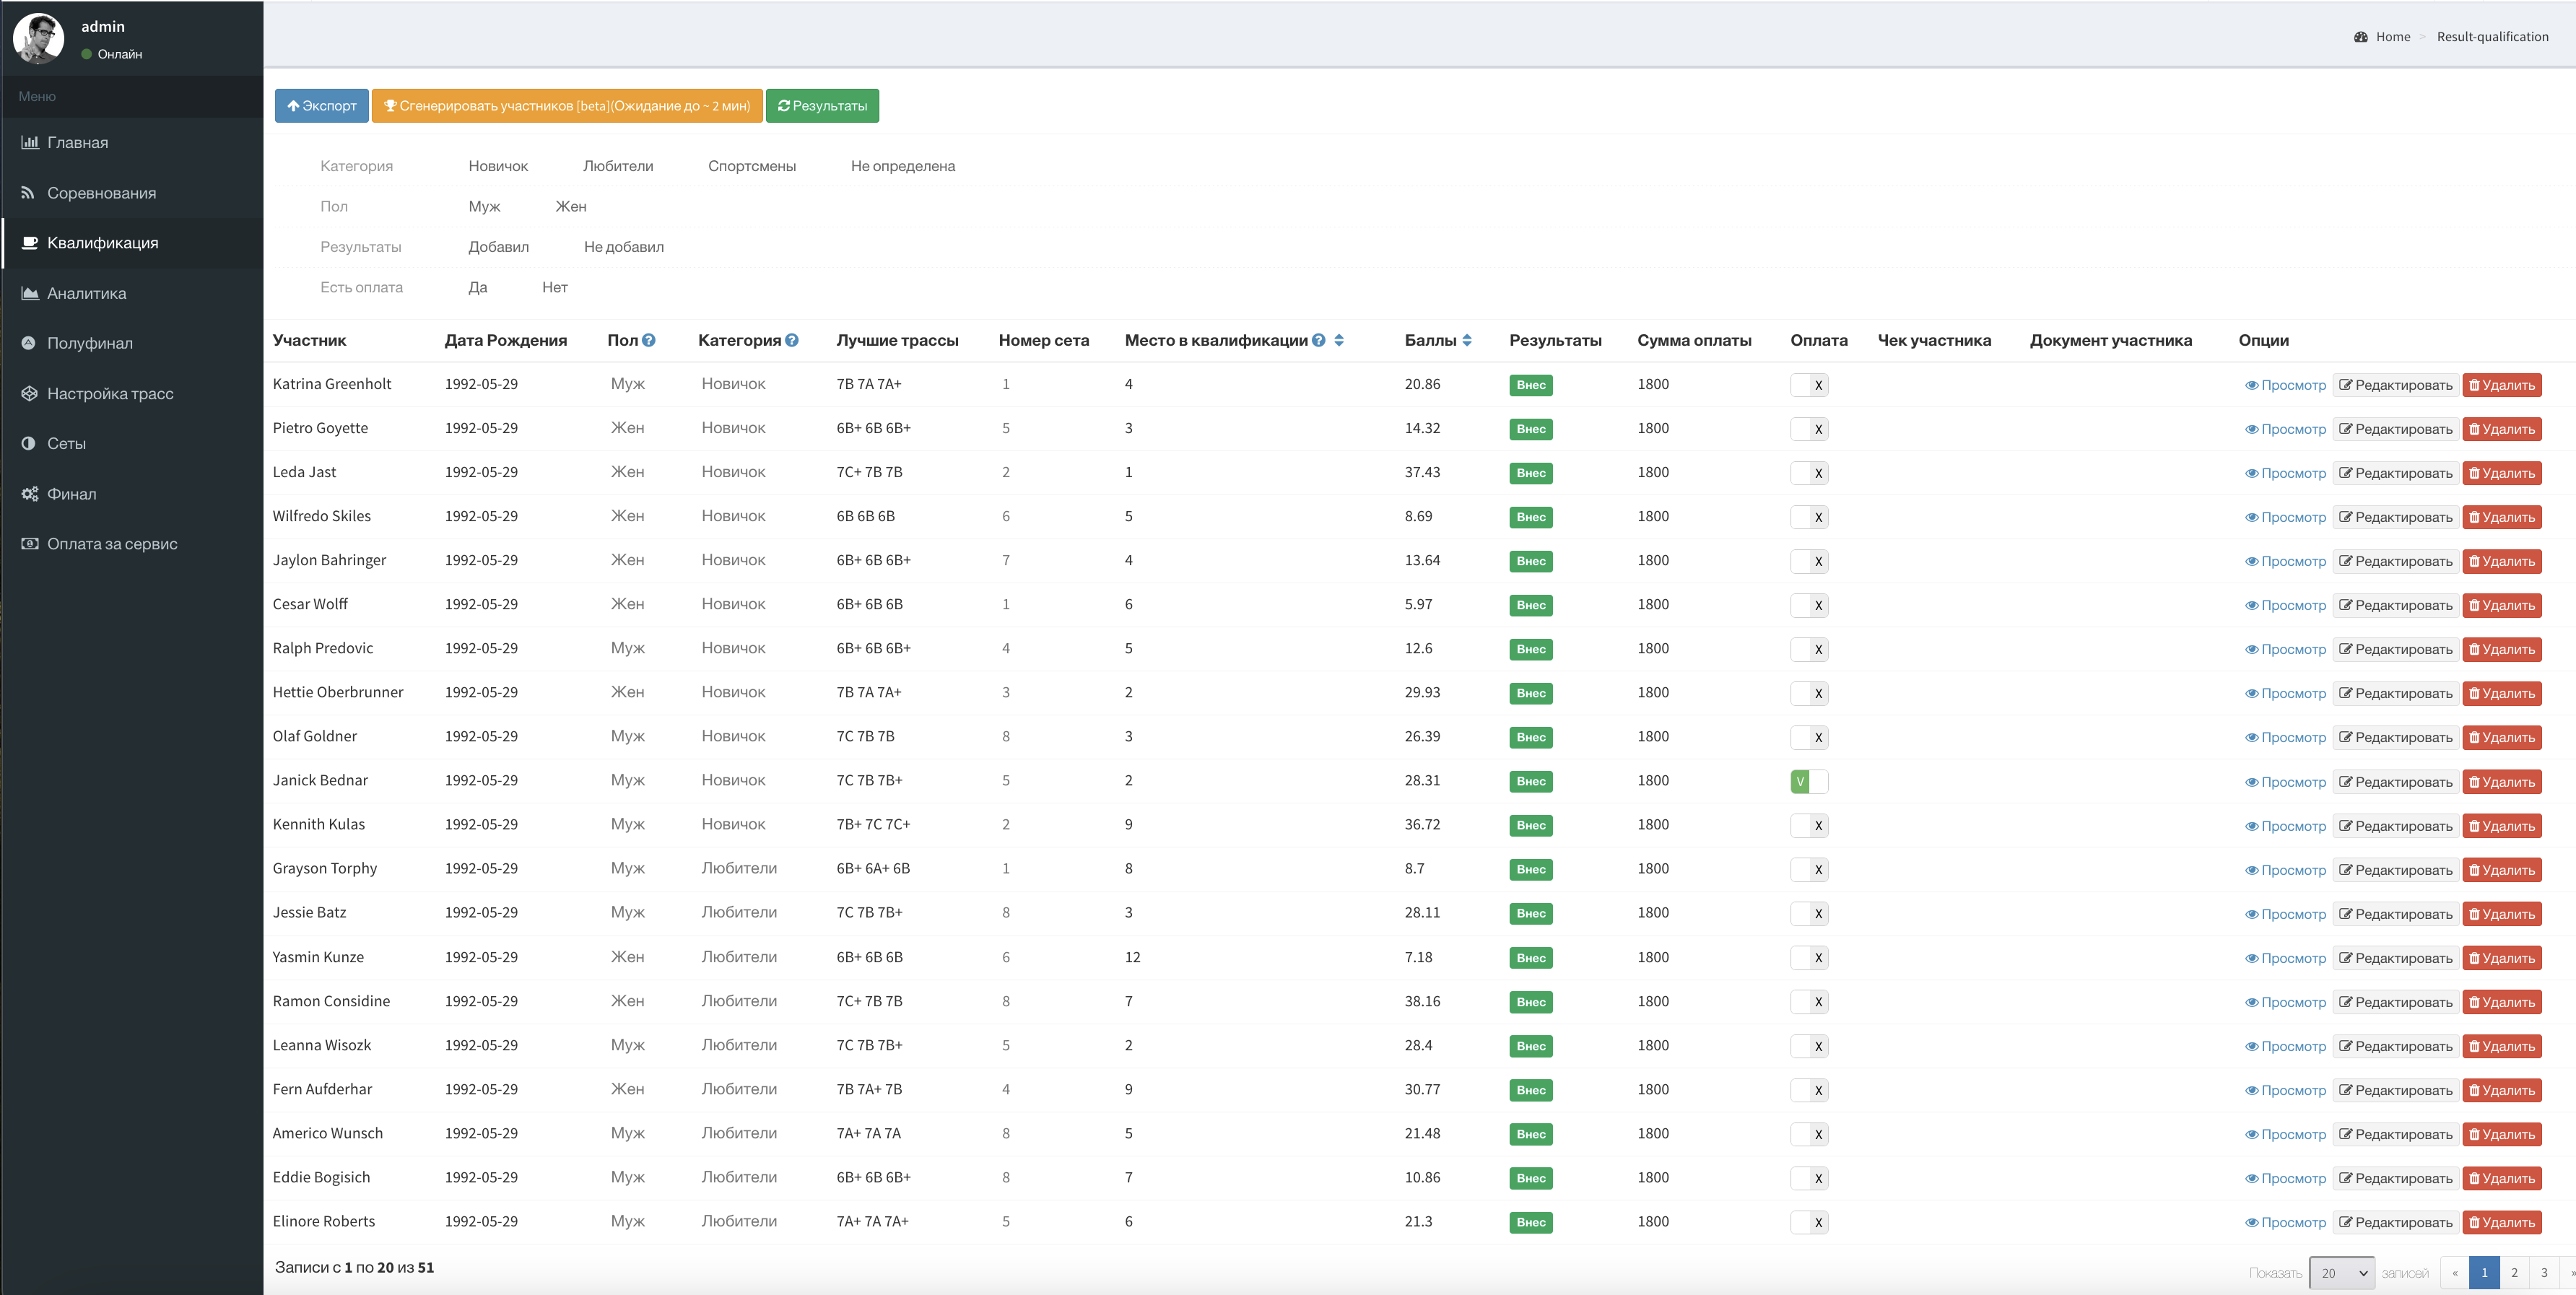 admin
Онлайн
Меню
Главная
Соревнования
Квалификация
Аналитика
Полуфинал
Настройка трасс
Сеты
Финал
Оплата за сервис
Home > Result-qualification
Экспорт Сгенерировать участников [beta](Ожидание до ~ 2 мин) Результаты
Категория Новичок Любители Спортсмены Не определена
Пол Муж Жен
Результаты Добавил Не добавил
Есть оплата Да Нет
Участник Дата Рождения Пол Категория Лучшие трассы Номер сета Место в квалификации Баллы Результаты Сумма оплаты Оплата Чек участника Документ участника Опции
Katrina Greenholt 1992-05-29 Муж Новичок 7B 7A 7A+ 1 4 20.86 Внес 1800 X Просмотр Редактировать Удалить
Pietro Goyette 1992-05-29 Жен Новичок 6B+ 6B 6B+ 5 3 14.32 Внес 1800 X Просмотр Редактировать Удалить
Leda Jast 1992-05-29 Жен Новичок 7C+ 7B 7B 2 1 37.43 Внес 1800 X Просмотр Редактировать Удалить
Wilfredo Skiles 1992-05-29 Жен Новичок 6B 6B 6B 6 5 8.69 Внес 1800 X Просмотр Редактировать Удалить
Jaylon Bahringer 1992-05-29 Жен Новичок 6B+ 6B 6B+ 7 4 13.64 Внес 1800 X Просмотр Редактировать Удалить
Cesar Wolff 1992-05-29 Жен Новичок 6B+ 6B 6B 1 6 5.97 Внес 1800 X Просмотр Редактировать Удалить
Ralph Predovic 1992-05-29 Муж Новичок 6B+ 6B 6B+ 4 5 12.6 Внес 1800 X Просмотр Редактировать Удалить
Hettie Oberbrunner 1992-05-29 Жен Новичок 7B 7A 7A+ 3 2 29.93 Внес 1800 X Просмотр Редактировать Удалить
Olaf Goldner 1992-05-29 Муж Новичок 7C 7B 7B 8 3 26.39 Внес 1800 X Просмотр Редактировать Удалить
Janick Bednar 1992-05-29 Муж Новичок 7C 7B 7B+ 5 2 28.31 Внес 1800 V Просмотр Редактировать Удалить
Kennith Kulas 1992-05-29 Муж Новичок 7B+ 7C 7C+ 2 9 36.72 Внес 1800 X Просмотр Редактировать Удалить
Grayson Torphy 1992-05-29 Муж Любители 6B+ 6A+ 6B 1 8 8.7 Внес 1800 X Просмотр Редактировать Удалить
Jessie Batz 1992-05-29 Муж Любители 7C 7B 7B+ 8 3 28.11 Внес 1800 X Просмотр Редактировать Удалить
Yasmin Kunze 1992-05-29 Жен Любители 6B+ 6B 6B 6 12 7.18 Внес 1800 X Просмотр Редактировать Удалить
Ramon Considine 1992-05-29 Жен Любители 7C+ 7B 7B 8 7 38.16 Внес 1800 X Просмотр Редактировать Удалить
Leanna Wisozk 1992-05-29 Муж Любители 7C 7B 7B+ 5 2 28.4 Внес 1800 X Просмотр Редактировать Удалить
Fern Aufderhar 1992-05-29 Жен Любители 7B 7A+ 7B 4 9 30.77 Внес 1800 X Просмотр Редактировать Удалить
Americo Wunsch 1992-05-29 Муж Любители 7A+ 7A 7A 8 5 21.48 Внес 1800 X Просмотр Редактировать Удалить
Eddie Bogisich 1992-05-29 Муж Любители 6B+ 6B 6B+ 8 7 10.86 Внес 1800 X Просмотр Редактировать Удалить
Elinore Roberts 1992-05-29 Муж Любители 7A+ 7A 7A+ 5 6 21.3 Внес 1800 X Просмотр Редактировать Удалить
Записи с 1 по 20 из 51
Показать 20 записей « 1 2 3 »